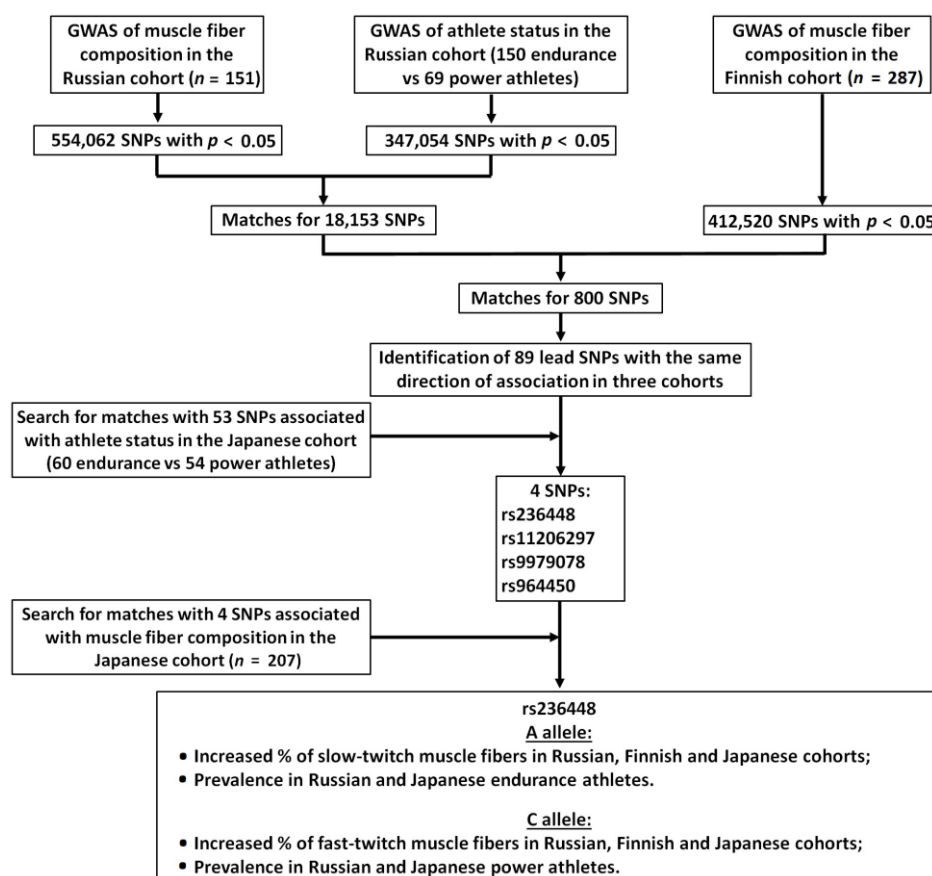 GWAS of muscle fiber
composition in the
Russian cohort (n = 151)
GWAS of athlete status in the
Russian cohort (150 endurance
vs 69 power athletes)
GWAS of muscle fiber
composition in the
Finnish cohort (n = 287)
554,062 SNPs with p < 0.05
347,054 SNPs with p < 0.05
Matches for 18,153 SNPs
412,520 SNPs with p < 0.05
Matches for 800 SNPs
Identification of 89 lead SNPs with the same
direction of association in three cohorts
Search for matches with 53 SNPs associated
with athlete status in the Japanese cohort
(60 endurance vs 54 power athletes)
4 SNPs:
rs236448
rs11206297
rs9979078
rs964450
Search for matches with 4 SNPs associated
with muscle fiber composition in the
Japanese cohort (n = 207)
rs236448
A allele:
• Increased % of slow-twitch muscle fibers in Russian, Finnish and Japanese cohorts;
• Prevalence in Russian and Japanese endurance athletes.
C allele:
• Increased % of fast-twitch muscle fibers in Russian, Finnish and Japanese cohorts;
• Prevalence in Russian and Japanese power athletes.